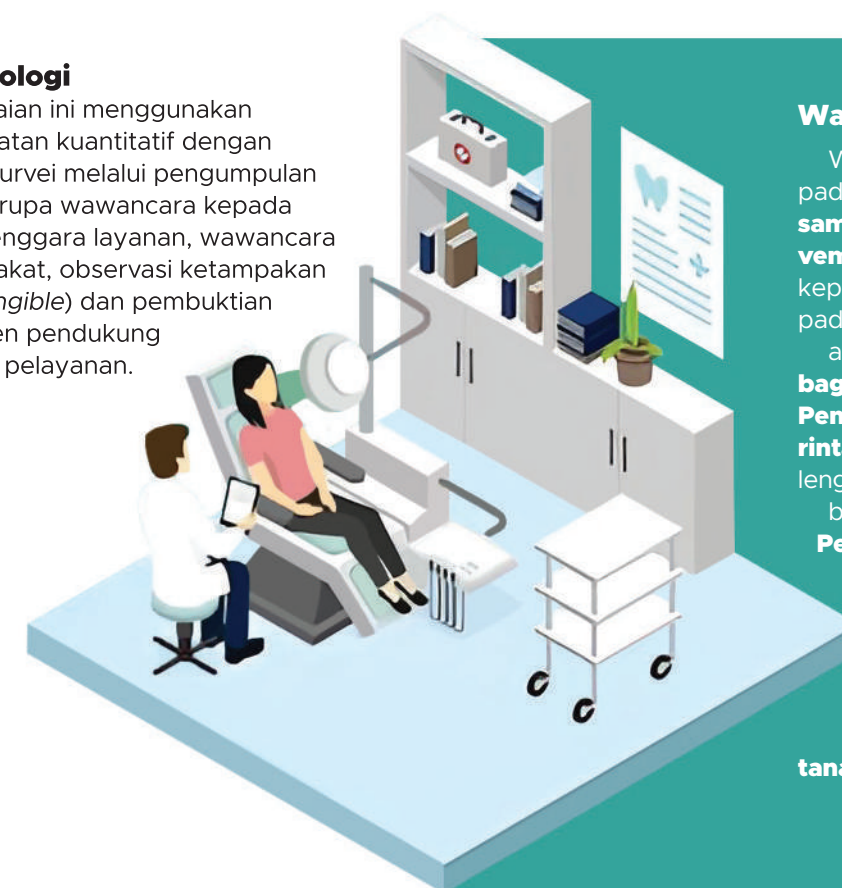 ologi
aian ini menggunakan
atan kuantitatif dengan
urvei melalui pengumpulan
rupa wawancara kepada
enggara layanan, wawancara
akat, observasi ketampakan
ngible) dan pembuktian
en pendukung
pelayanan.
Wa
W
pad
sam
vem
kep
pad
a
bag
Pen
rint
leng
b
Pe
tana